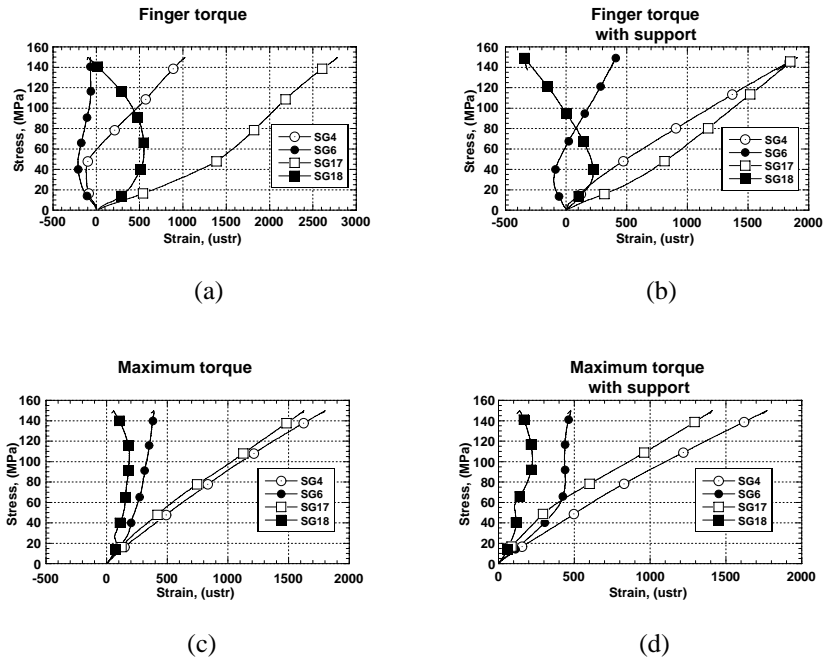 Finger torque
160
140
120
100
80
60
40
20
0
Stress, (MPa)
SG4
SG6
SG17
SG18
-500 0 500 1000 1500 2000 2500 3000
Strain, (ustr)
(a)
Finger torque
with support
160
140
120
100
80
60
40
20
0
Stress, (MPa)
SG4
SG6
SG17
SG18
-500 0 500 1000 1500 2000
Strain, (ustr)
(b)
Maximum torque
160
140
120
100
80
60
40
20
0
Stress, (MPa)
SG4
SG6
SG17
SG18
-500 0 500 1000 1500 2000
Strain, (ustr)
(c)
Maximum torque
with support
160
140
120
100
80
60
40
20
0
Stress, (MPa)
SG4
SG6
SG17
SG18
0 500 1000 1500 2000
Strain, (ustr)
(d)